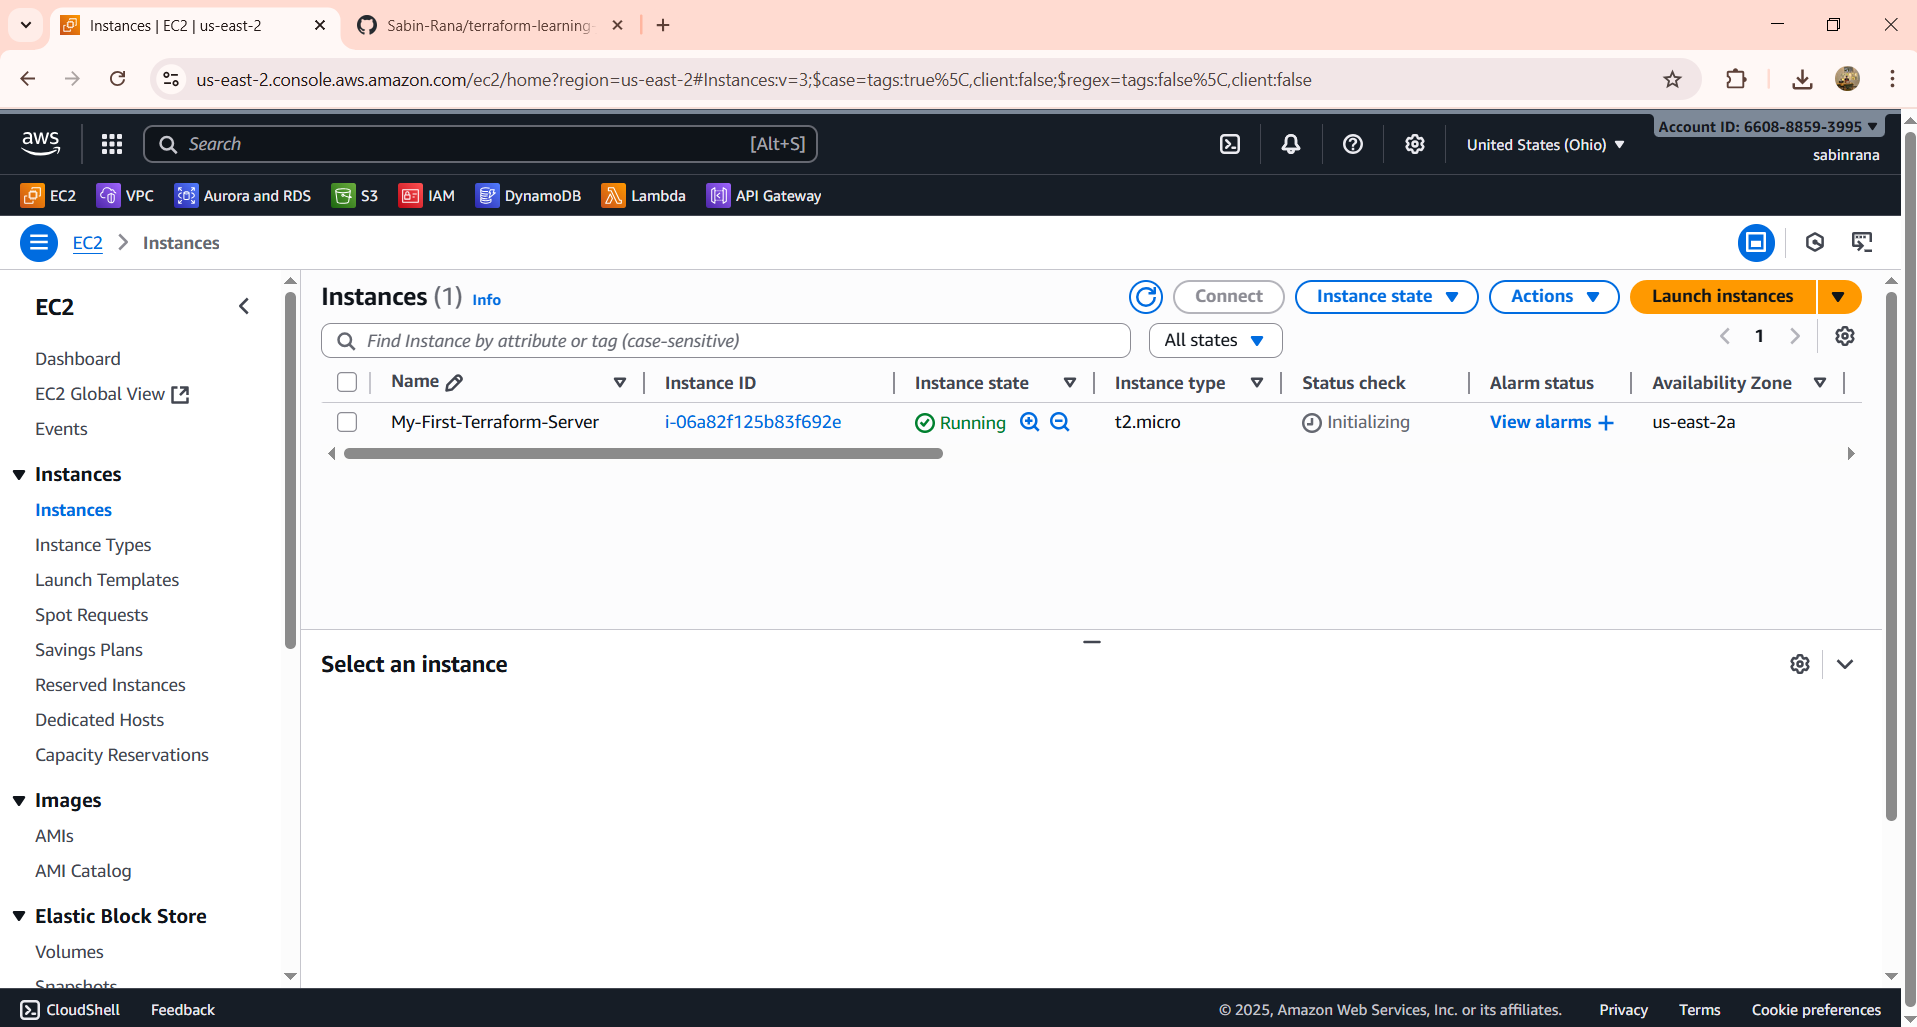 Instances | EC2 | us-east-2
Sabin-Rana/terraform-learning-
us-east-2.console.aws.amazon.com/ec2/home?region=us-east-2#Instances:v=3;$case=tags:true%5C,client:false;$regex=tags:false%5C,client:false
aws
Search
[Alt+S]
United States (Ohio)
Account ID: 6608-8859-3995
sabinrana
EC2 VPC Aurora and RDS S3 IAM DynamoDB Lambda API Gateway
EC2 > Instances
EC2
Dashboard
EC2 Global View
Events
Instances
Instances
Instance Types
Launch Templates
Spot Requests
Savings Plans
Reserved Instances
Dedicated Hosts
Capacity Reservations
Images
AMIs
AMI Catalog
Elastic Block Store
Volumes
Snapshots
Instances (1) Info
Connect Instance state Actions Launch instances
Find Instance by attribute or tag (case-sensitive)
All states
1
Name Instance ID Instance state Instance type Status check Alarm status Availability Zone
My-First-Terraform-Server i-06a82f125b83f692e Running t2.micro Initializing View alarms + us-east-2a
Select an instance
CloudShell Feedback
© 2025, Amazon Web Services, Inc. or its affiliates. Privacy Terms Cookie preferences